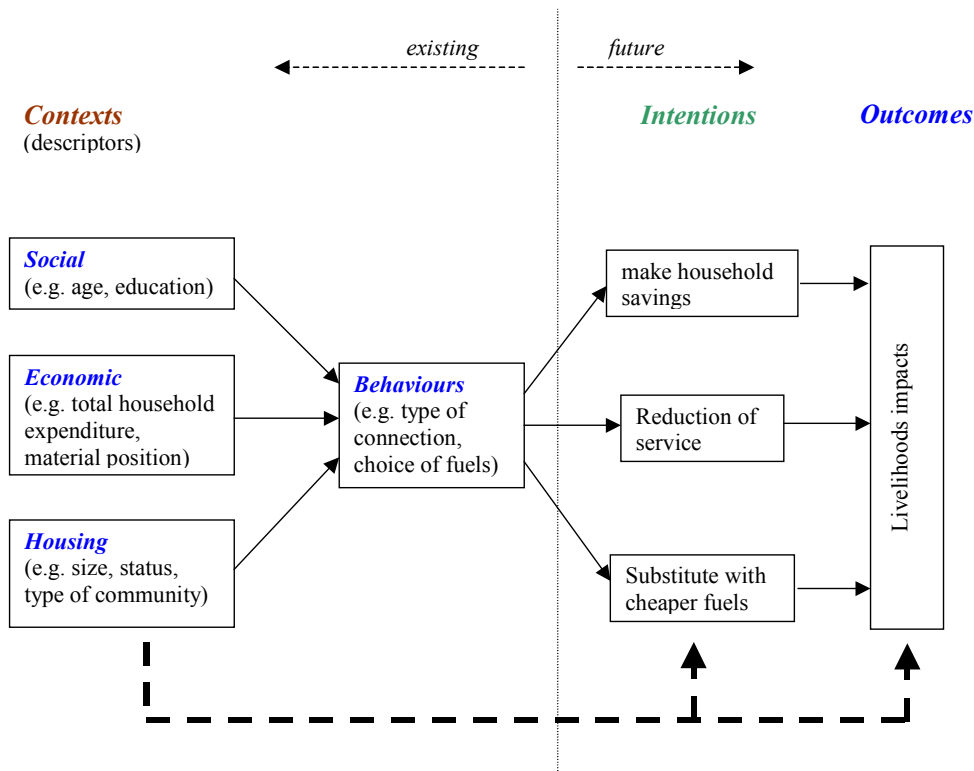 existing
future
Contexts
(descriptors)
Intentions
Outcomes
Social
(e.g. age, education)
Economic
(e.g. total household
expenditure,
material position)
Housing
(e.g. size, status,
type of community)
Behaviours
(e.g. type of
connection,
choice of fuels)
make household
savings
Reduction of
service
Substitute with
cheaper fuels
Livelihoods impacts